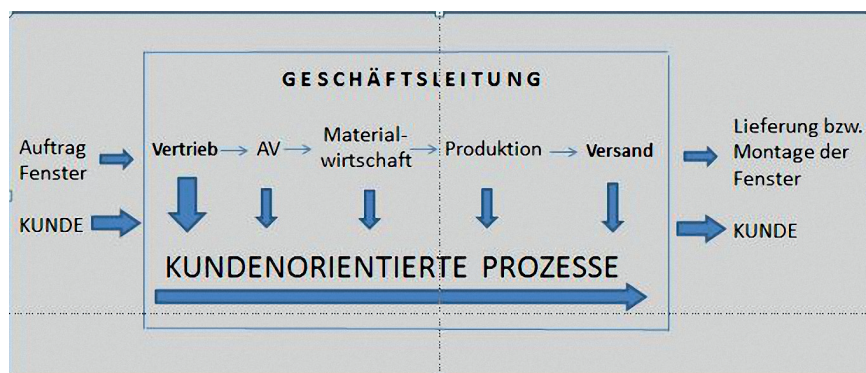 GESCHÄFTSLEITUNG
Auftrag
Fenster
Vertrieb
AV
Material-
wirtschaft
Produktion
Versand
Lieferung bzw.
Montage der
Fenster
KUNDE
KUNDENORIENTIERTE PROZESSE
KUNDE